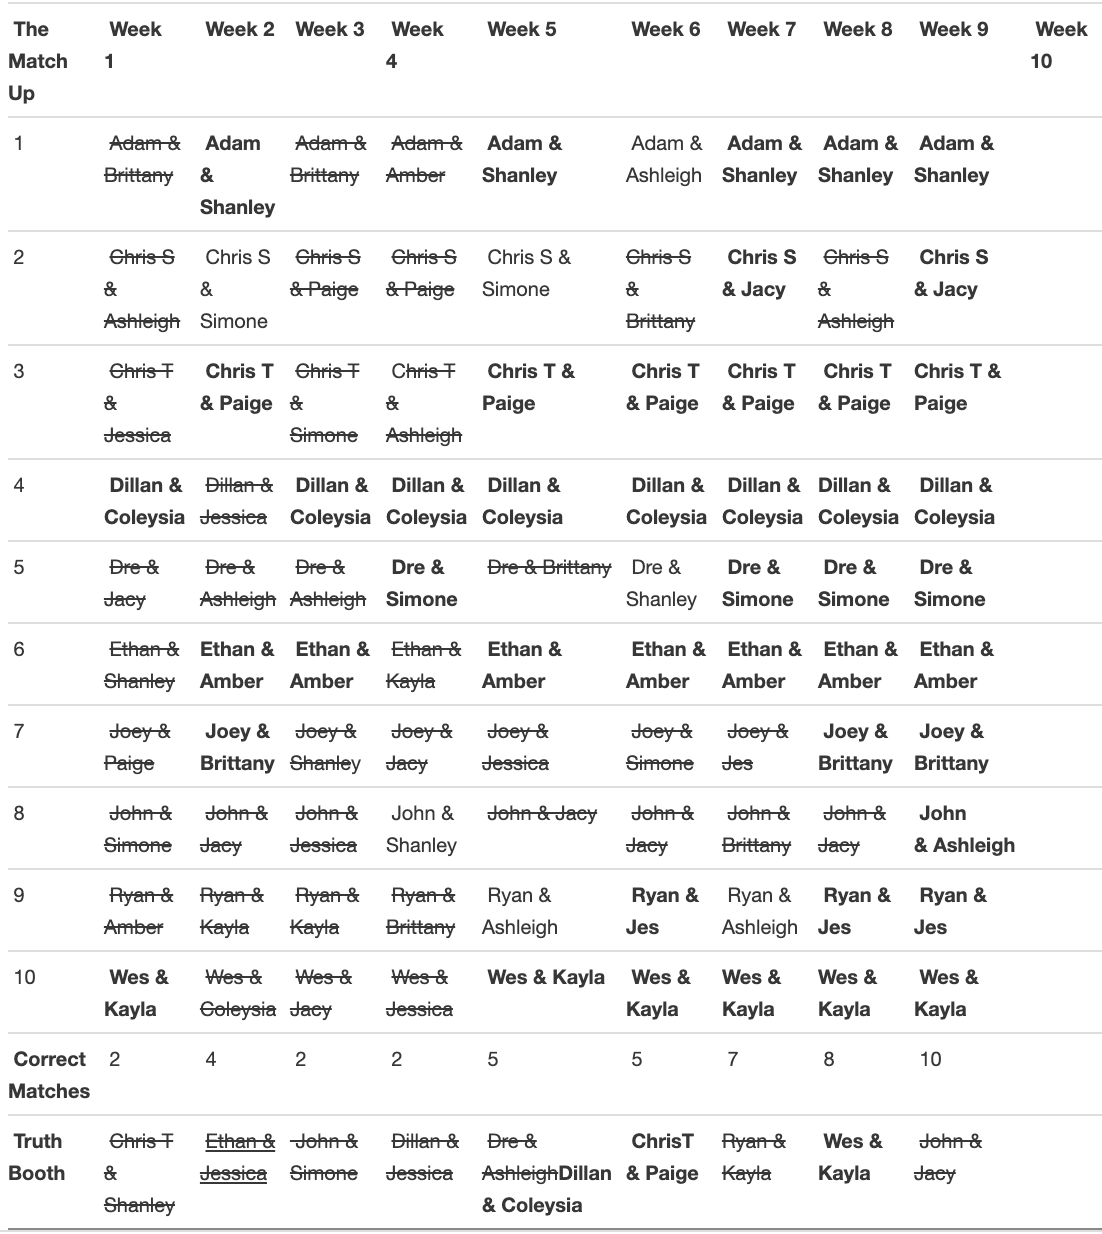 The Match Up Week 1 Week 2 Week 3 Week 4 Week 5 Week 6 Week 7 Week 8 Week 9 Week 10
1 Adam & Brittany Adam & Shanley Adam & Brittany Adam & Amber Adam & Shanley Adam & Ashleigh Adam & Shanley Adam & Shanley Adam & Shanley
2 Chris S & Ashleigh Chris S & Simone Chris S & Paige Chris S & Paige Chris S & Simone Chris S & Brittany Chris S & Jacy Chris S & Ashleigh Chris S & Jacy
3 Chris T & Jessica Chris T & Paige Chris T & Simone Chris T & Ashleigh Chris T & Paige Chris T & Paige Chris T & Paige Chris T & Paige Chris T & Paige
4 Dillan & Coleysia Dillan & Jessica Dillan & Coleysia Dillan & Coleysia Dillan & Coleysia Dillan & Coleysia Dillan & Coleysia Dillan & Coleysia Dillan & Coleysia
5 Dre & Jacy Dre & Ashleigh Dre & Ashleigh Dre & Simone Dre & Brittany Dre & Shanley Dre & Simone Dre & Simone Dre & Simone
6 Ethan & Shanley Ethan & Amber Ethan & Amber Ethan & Kayla Ethan & Amber Ethan & Amber Ethan & Amber Ethan & Amber Ethan & Amber
7 Joey & Paige Joey & Brittany Joey & Shanley Joey & Jacy Joey & Jessica Joey & Simone Joey & Jes Joey & Brittany Joey & Brittany
8 John & Simone John & Jacy John & Jessica John & Shanley John & Jacy John & Jacy John & Brittany John & Jacy John & Ashleigh
9 Ryan & Amber Ryan & Kayla Ryan & Kayla Ryan & Brittany Ryan & Ashleigh Ryan & Jes Ryan & Ashleigh Ryan & Jes Ryan & Jes
10 Wes & Kayla Wes & Coleysia Wes & Jacy Wes & Jessica Wes & Kayla Wes & Kayla Wes & Kayla Wes & Kayla Wes & Kayla
Correct Matches 2 4 2 2 5 5 7 8 10
Truth Booth Chris T & Shanley Ethan & Jessica John & Simone Dillan & Jessica Dre & AshleighDillan & Coleysia ChrisT & Paige Ryan & Kayla Wes & Kayla John & Jacy